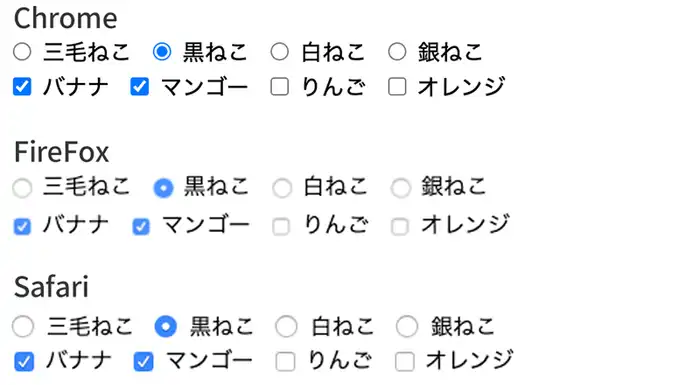 Chrome
三毛ねこ 黒ねこ 白ねこ 銀ねこ
バナナ マンゴー りんご オレンジ
FireFox
三毛ねこ 黒ねこ 白ねこ 銀ねこ
バナナ マンゴー りんご オレンジ
Safari
三毛ねこ 黒ねこ 白ねこ 銀ねこ
バナナ マンゴー りんご オレンジ